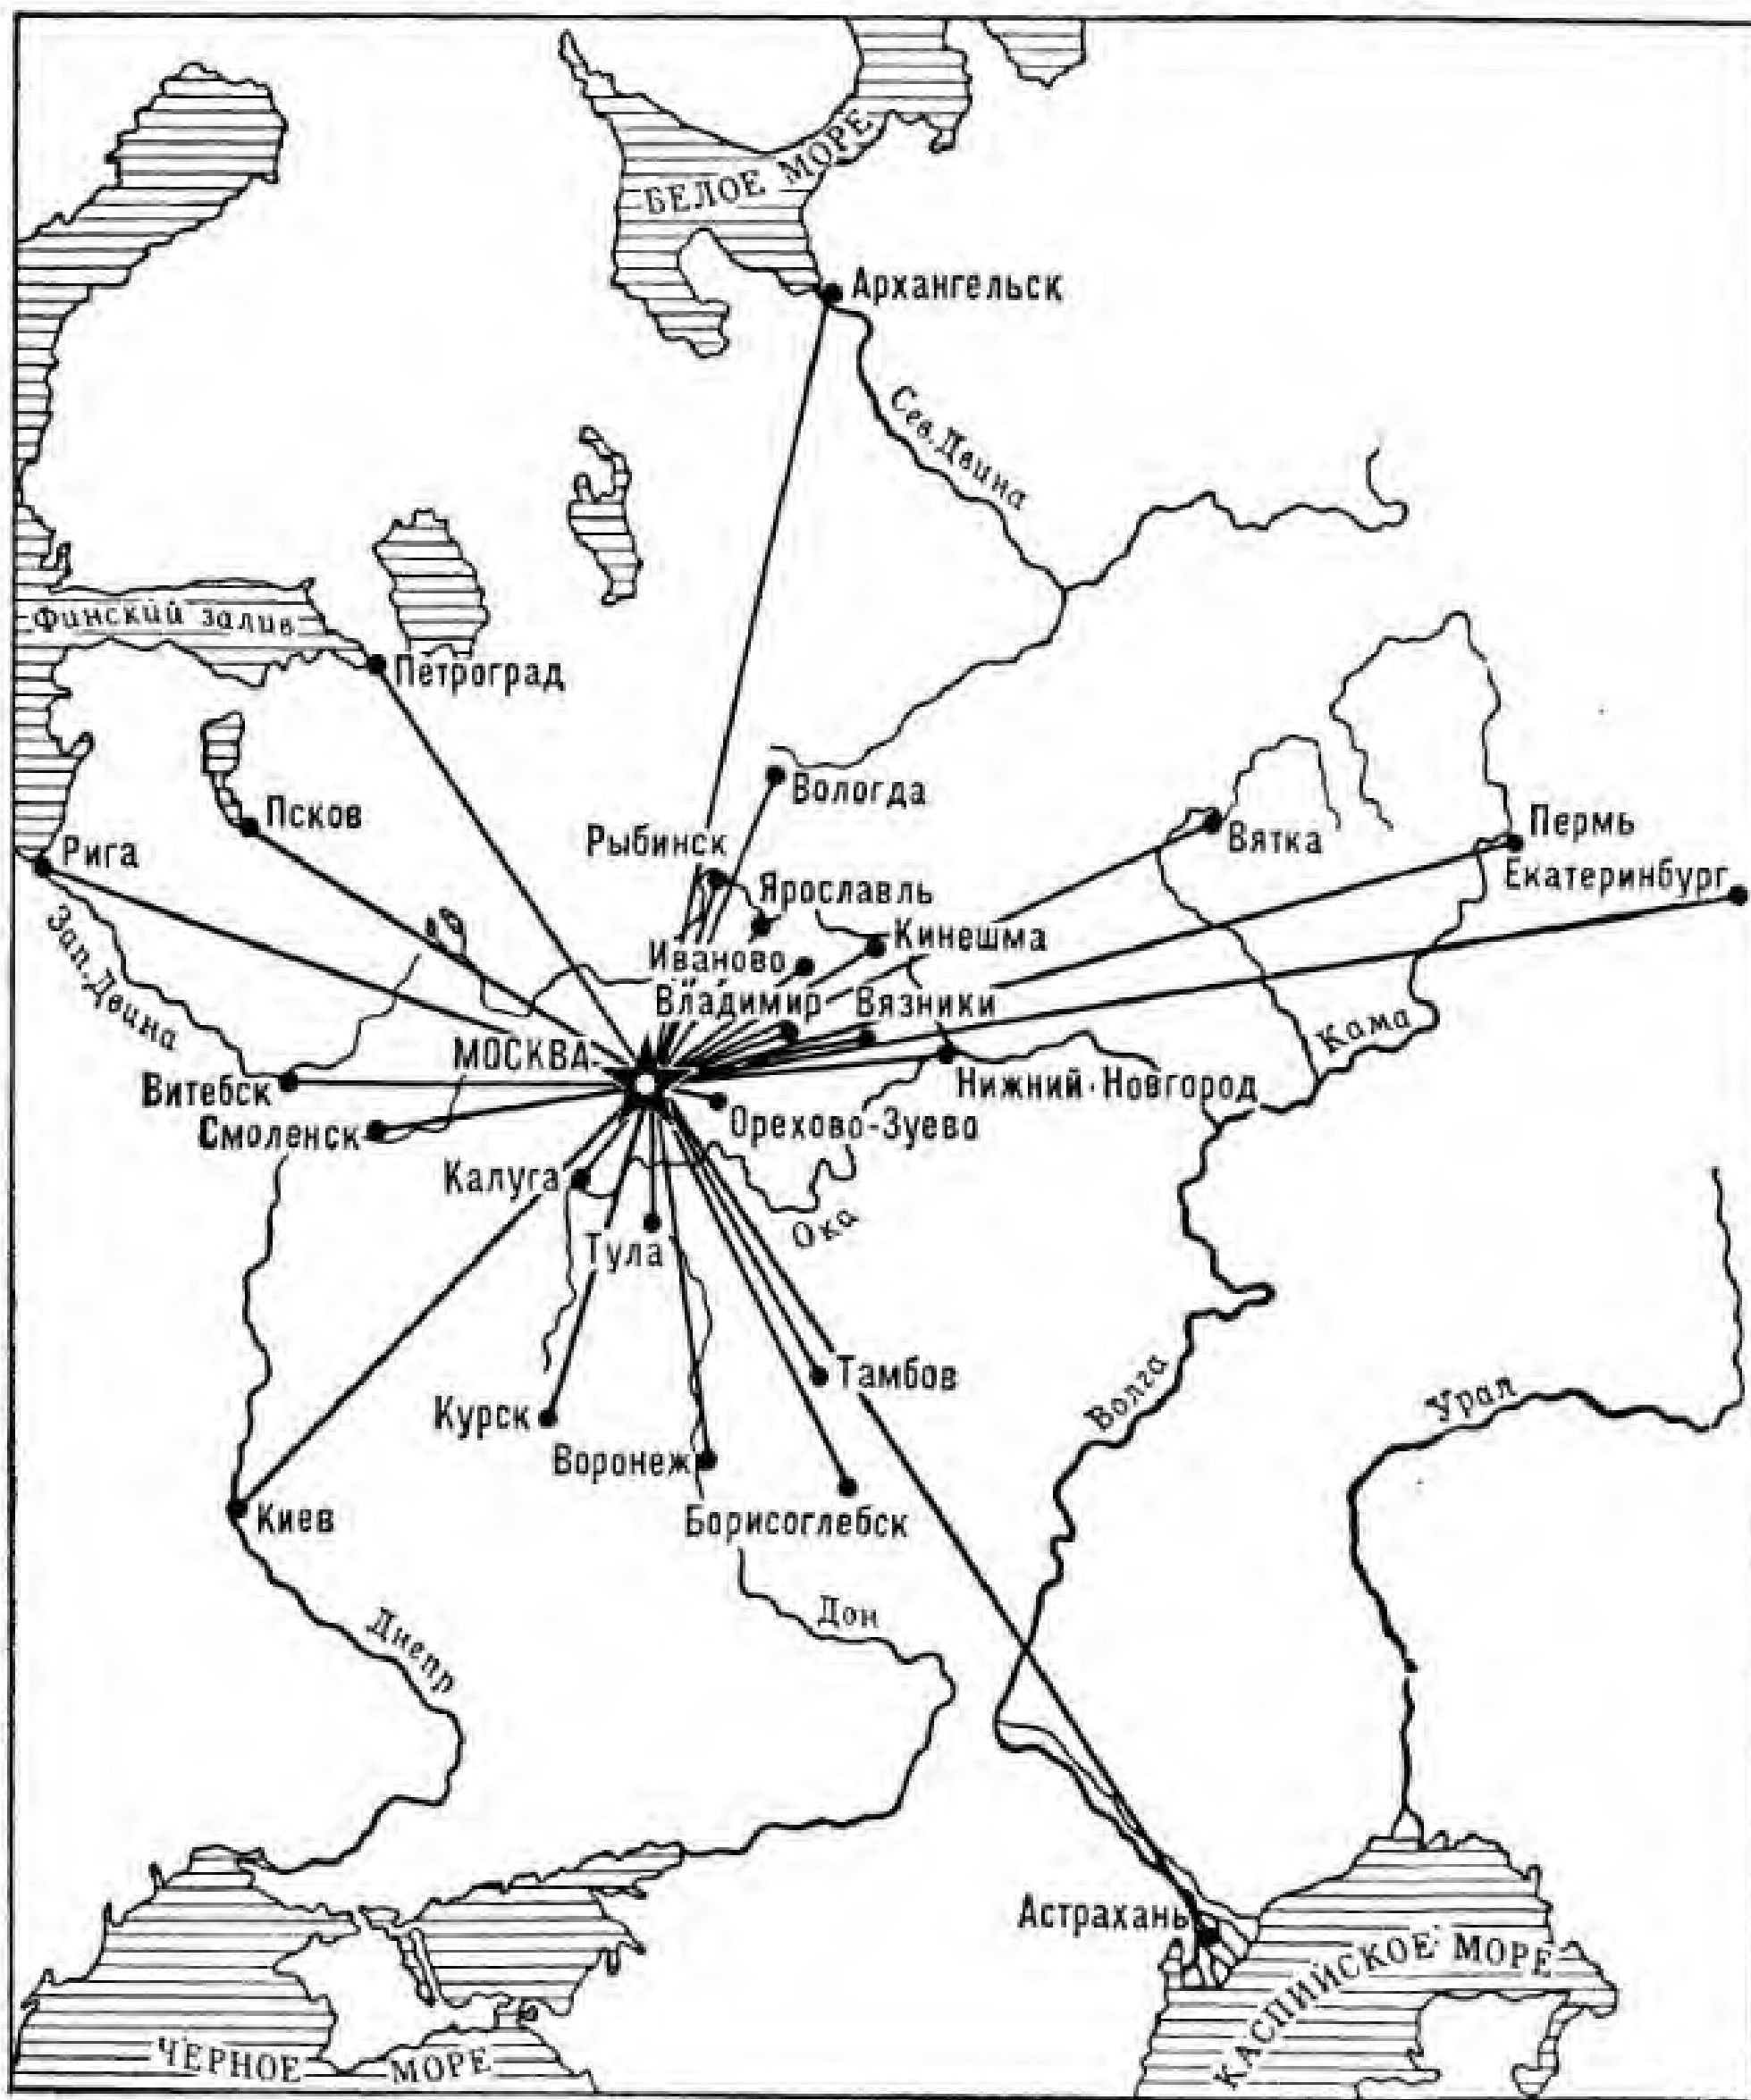 БЕЛОЕ МОРЕ
Архангельск
Сев. Двина
Финский залив
Петроград
Вологда
Псков
Рыбинск
Вятка
Пермь
Рига
Ярославль
Екатеринбург
Кинешма
Иваново
Зап. Двина
Владимир
Вязники
Кама
МОСКВА
Витебск
Нижний-Новгород
Смоленск
Орехово-Зуево
Калуга
Ока
Тула
Тамбов
Волга
Урал
Курск
Воронеж
Киев
Борисоглебск
Днепр
Дон
Астрахань
КАСПИЙСКОЕ МОРЕ
ЧЕРНОЕ МОРЕ